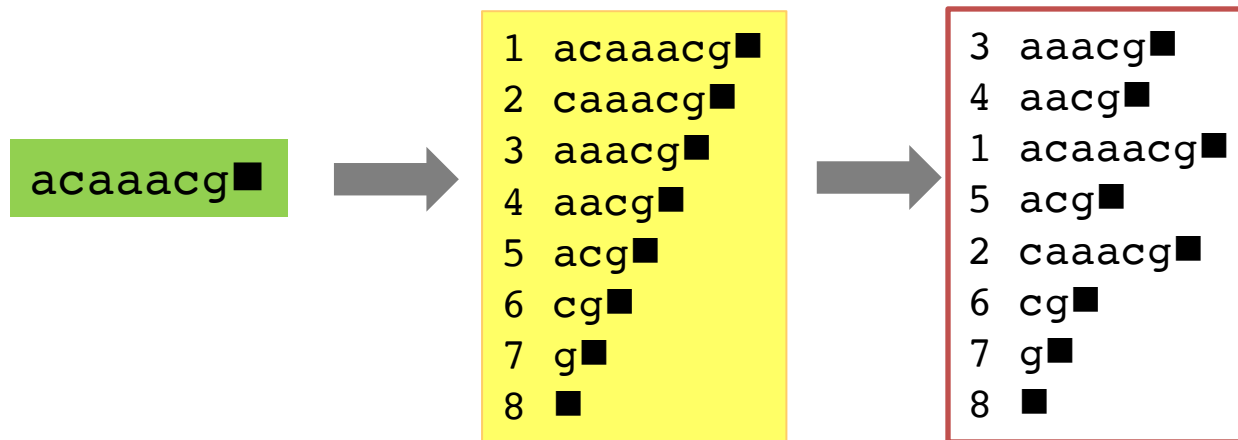 acaaacg■
1 acaaacg■
2 caaacg■
3 aaacg■
4 aacg■
5 acg■
6 cg■
7 g■
8 ■
3 aaacg■
4 aacg■
1 acaaacg■
5 acg■
2 caaacg■
6 cg■
7 g■
8 ■